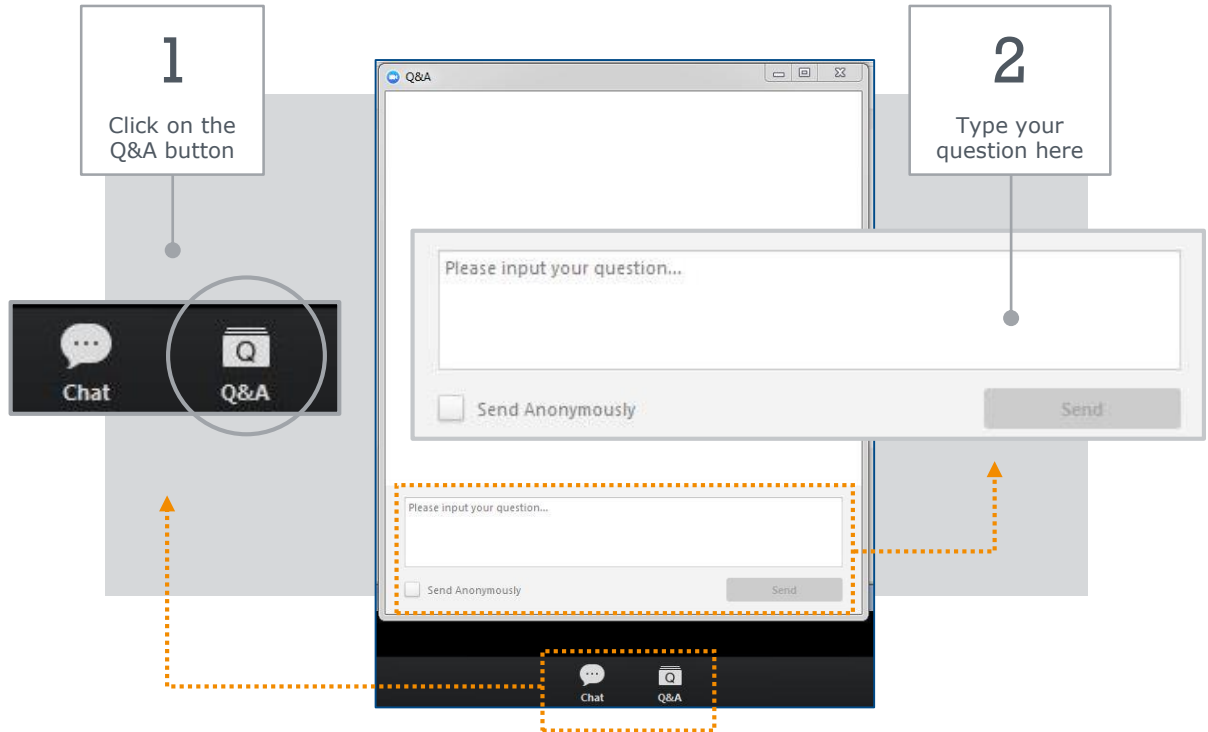 1
Click on the
Q&A button
Q&A
2
Type your
question here
Please input your question...
Q
Chat
Q&A
Send Anonymously
Send
Please input your question...
Send Anonymously
Send
Q
Chat
Q&A